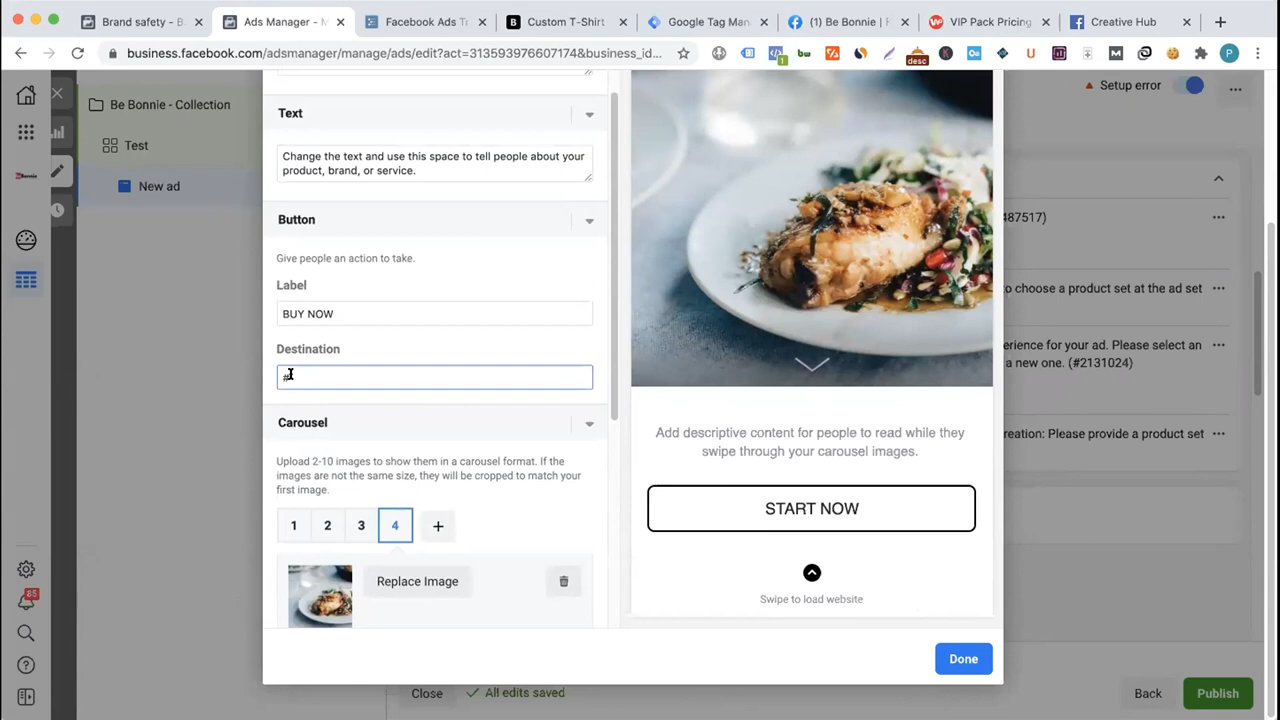 Brand safety - B
Ads Manager - M
Facebook Ads T
Custom T-Shirt
Google Tag Man
(1) Be Bonnie | F
VIP Pack Pricing
Creative Hub
business.facebook.com/adsmanager/manage/ads/edit?act=313593976607174&business_id...
desc
P
Be Bonnie - Collection
Test
New ad
85
Text
Change the text and use this space to tell people about your
product, brand, or service.
Button
Give people an action to take.
Label
BUY NOW
Destination
#
Carousel
Upload 2-10 images to show them in a carousel format. If the
images are not the same size, they will be cropped to match your
first image.
1 2 3 4 +
Replace Image
Add descriptive content for people to read while they
swipe through your carousel images.
START NOW
Swipe to load website
Done
Setup error
487517)
to choose a product set at the ad set
erience for your ad. Please select an
a new one. (#2131024)
reation: Please provide a product set
Close
All edits saved
Back
Publish